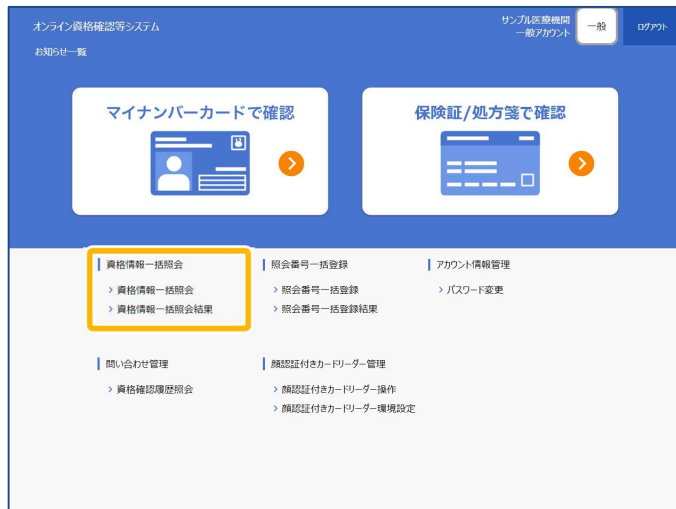 オンライン資格確認等システム
サンプル医療機関
一般アカウント
一般
ログアウト
お知らせ一覧
マイナンバーカードで確認
保険証/処方箋で確認
資格情報一括照会
資格情報一括照会
資格情報一括照会結果
照会番号一括登録
照会番号一括登録
照会番号一括登録結果
アカウント情報管理
パスワード変更
問い合わせ管理
資格確認履歴照会
顔認証付きカードリーダー管理
顔認証付きカードリーダー操作
顔認証付きカードリーダー環境設定